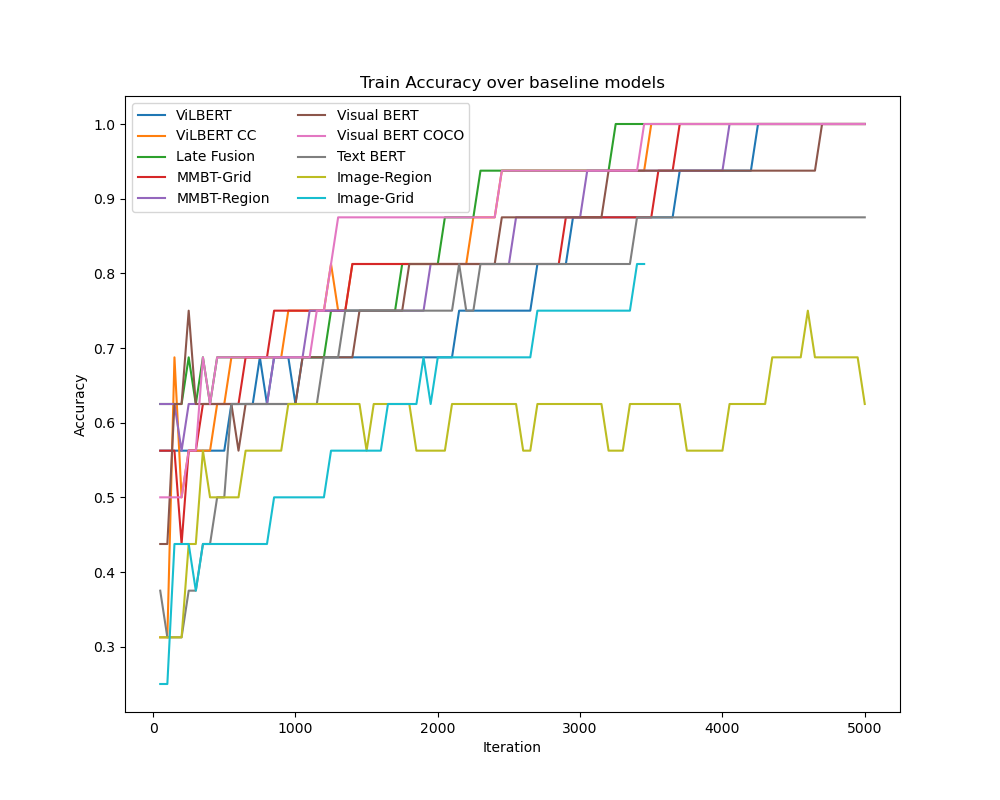 Train Accuracy over baseline models
ViLBERT
ViLBERT CC
Late Fusion
MMBT-Grid
MMBT-Region
Visual BERT
Visual BERT COCO
Text BERT
Image-Region
Image-Grid
Accuracy
1.0
0.9
0.8
0.7
0.6
0.5
0.4
0.3
0 1000 2000 3000 4000 5000
Iteration